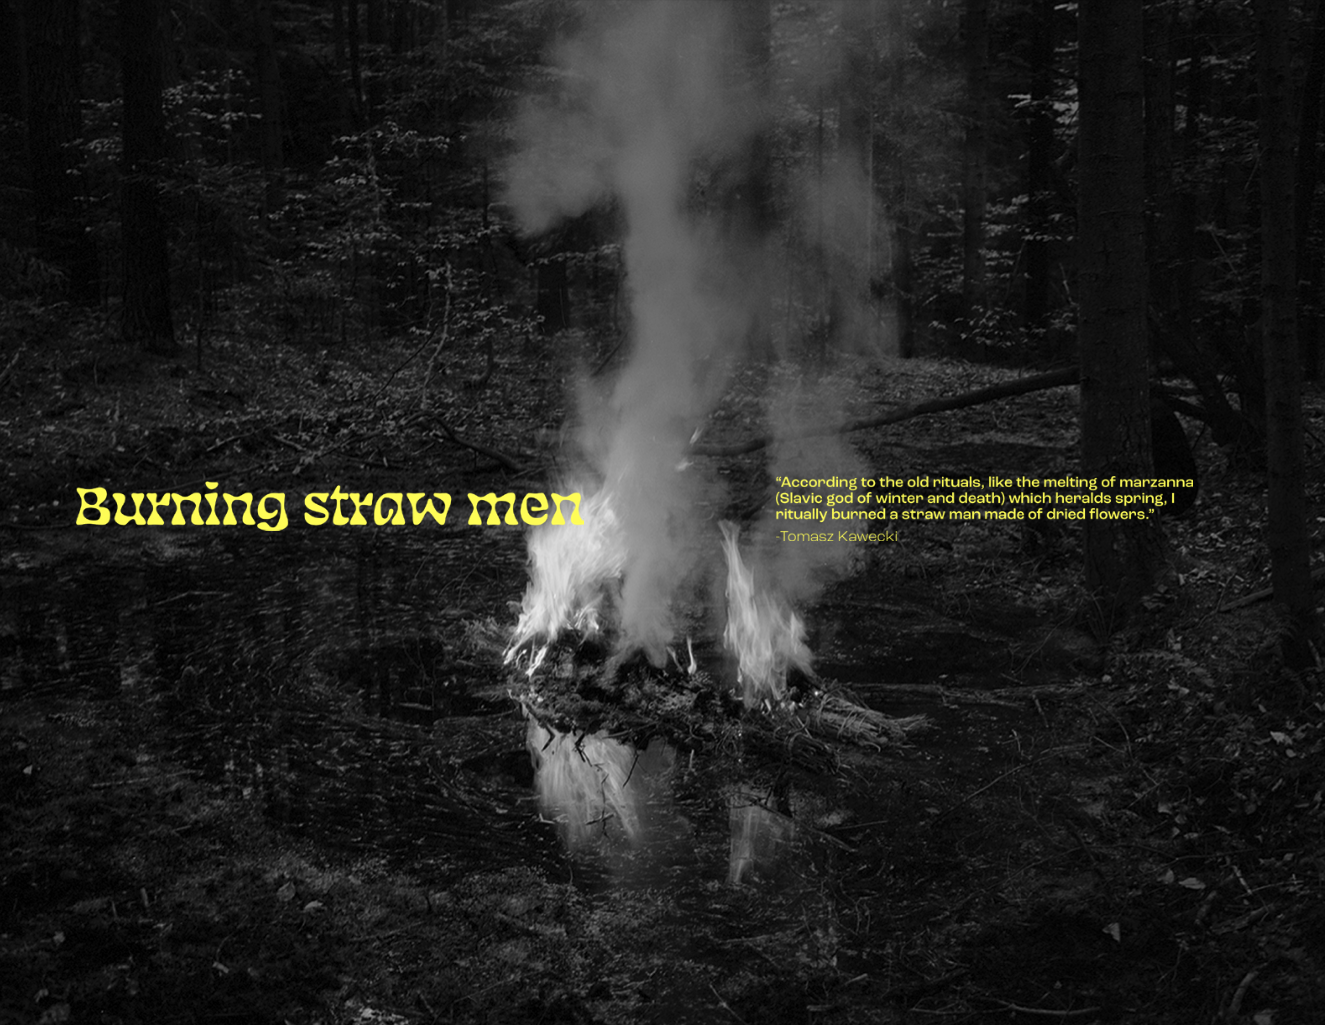 Burning straw men
“According to the old rituals, like the melting of marzanna
(Slavic god of winter and death) which heralds spring, I
ritually burned a straw man made of dried flowers.”
-Tomasz Kawecki